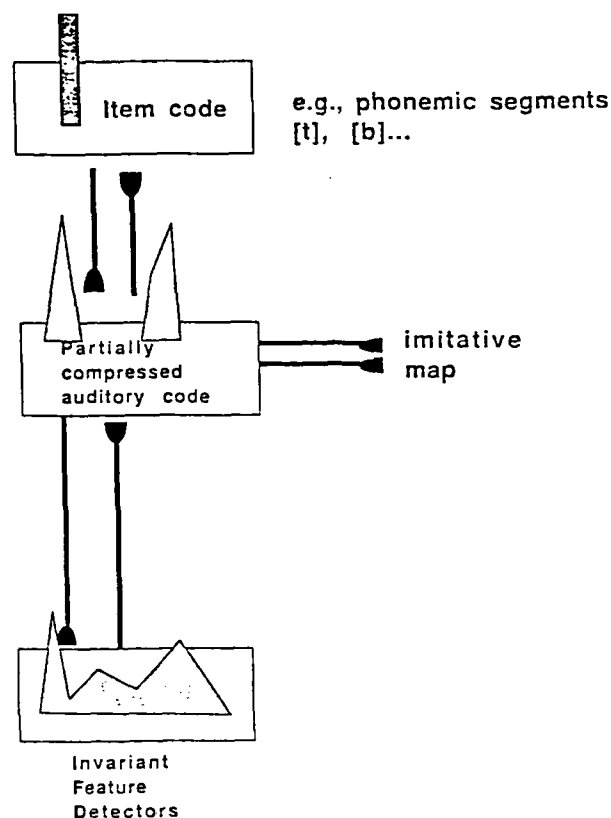 Item code
e.g., phonemic segments
[t], [b]...
Partially
compressed
auditory code
imitative
map
Invariant
Feature
Detectors